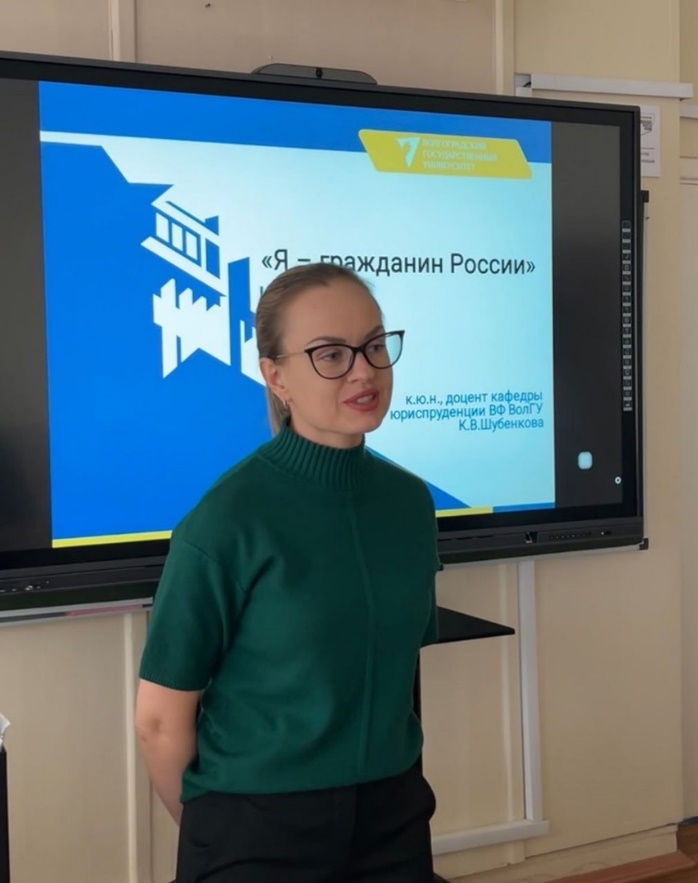 ВОЛГОГРАДСКИЙ
ГОСУДАРСТВЕННЫЙ
УНИВЕРСИТЕТ
«Я – гражданин России»
к.ю.н., доцент кафедры
юриспруденции ВФ ВолГУ
К.В.Шубенкова